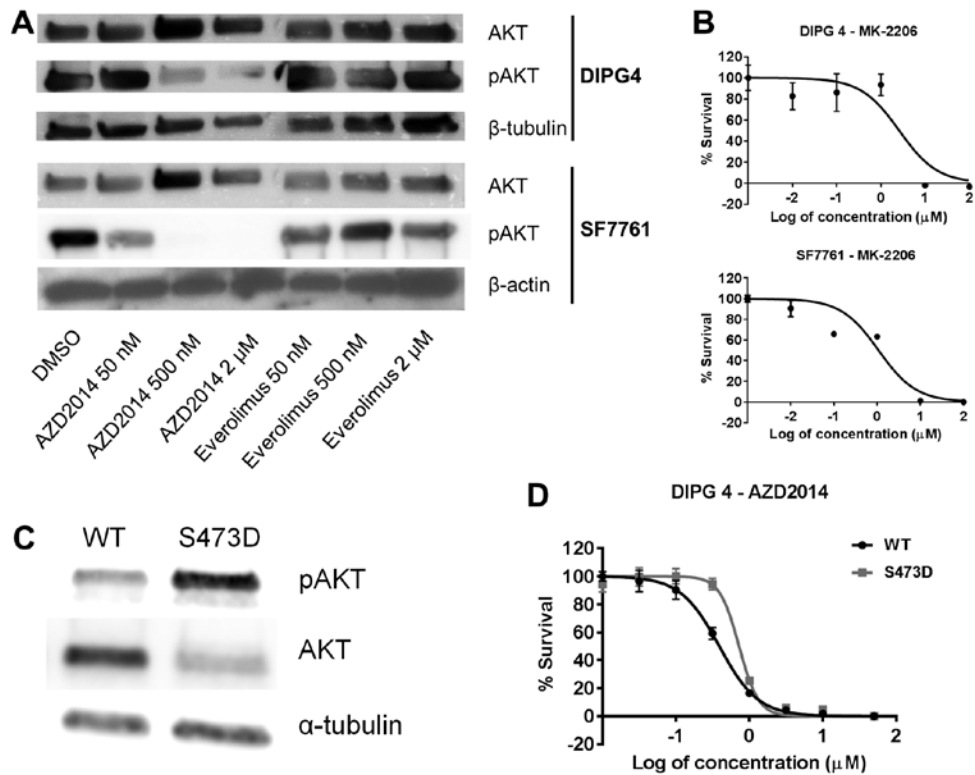 A
AKT
pAKT
DIPG4
β-tubulin
AKT
pAKT
SF7761
β-actin
DMSO
AZD2014 50 nM
AZD2014 500 nM
AZD2014 2 µM
Everolimus 50 nM
Everolimus 500 nM
Everolimus 2 µM
B
DIPG 4 - MK-2206
% Survival
120
100
80
60
40
20
0
-20
-2 -1 0 1 2
Log of concentration (µM)
SF7761 - MK-2206
% Survival
120
100
80
60
40
20
0
-20
-2 -1 0 1 2
Log of concentration (µM)
C
WT S473D
pAKT
AKT
α-tubulin
D
DIPG 4 - AZD2014
WT
S473D
% Survival
120
100
80
60
40
20
0
-20
-1 0 1 2
Log of concentration (µM)